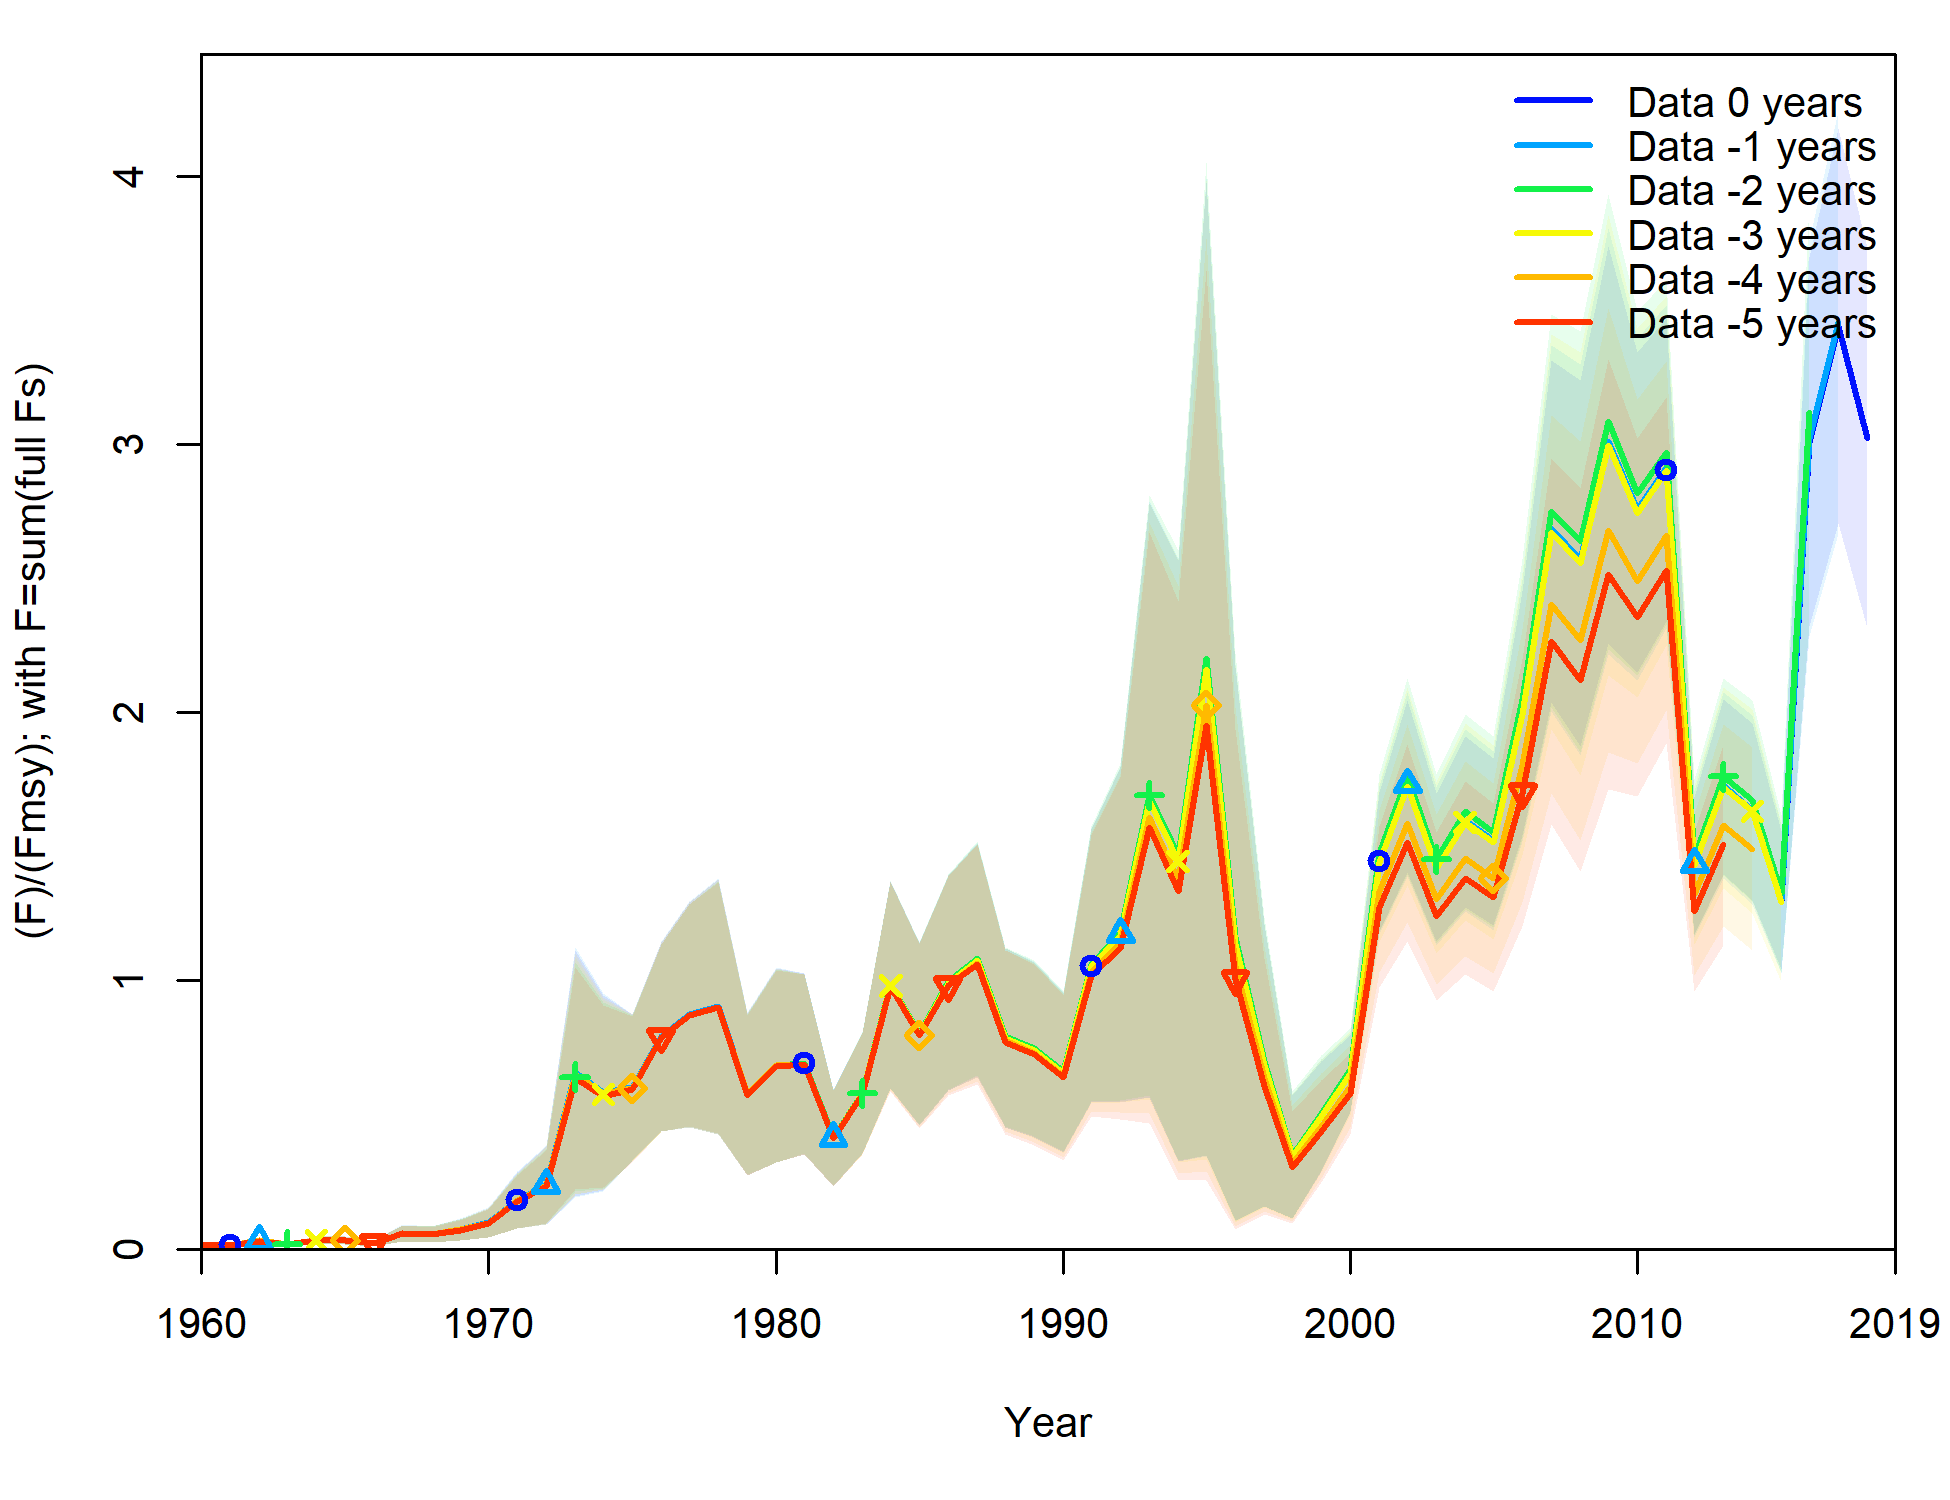 Data 0 years
Data -1 years
Data -2 years
Data -3 years
Data -4 years
Data -5 years
(F)/(Fmsy); with F=sum(full Fs)
4
3
2
1
0
1960 1970 1980 1990 2000 2010 2019
Year